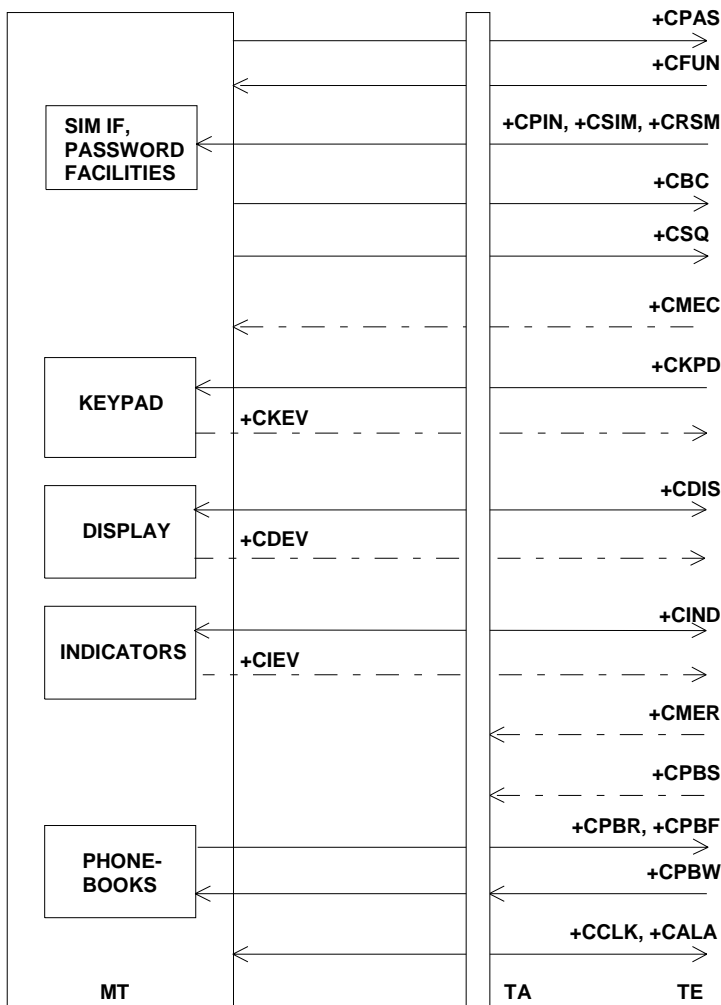 +CPAS
+CFUN
SIM IF,
PASSWORD
FACILITIES
+CPIN, +CSIM, +CRSM
+CBC
+CSQ
+CMEC
+CKPD
KEYPAD
+CKEV
+CDIS
DISPLAY
+CDEV
+CIND
INDICATORS
+CIEV
+CMER
+CPBS
+CPBR, +CPBF
PHONE-
BOOKS
+CPBW
+CCLK, +CALA
MT
TA
TE